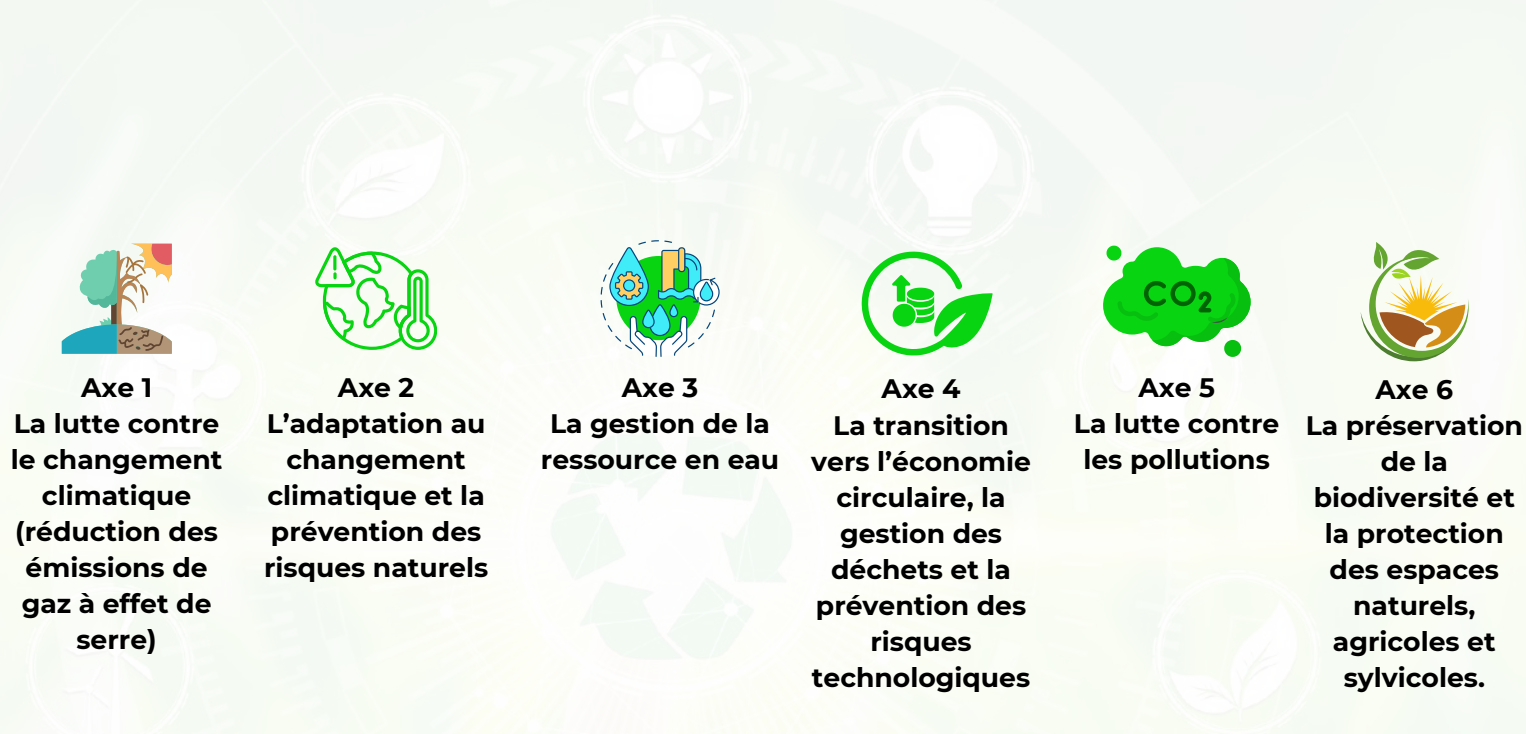 Axe 1
La lutte contre
le changement
climatique
(réduction des
émissions de
gaz à effet de
serre)
Axe 2
L’adaptation au
changement
climatique et la
prévention des
risques naturels
Axe 3
La gestion de la
ressource en eau
Axe 4
La transition
vers l’économie
circulaire, la
gestion des
déchets et la
prévention des
risques
technologiques
CO2
Axe 5
La lutte contre
les pollutions
Axe 6
La préservation
de la
biodiversité et
la protection
des espaces
naturels,
agricoles et
sylvicoles.